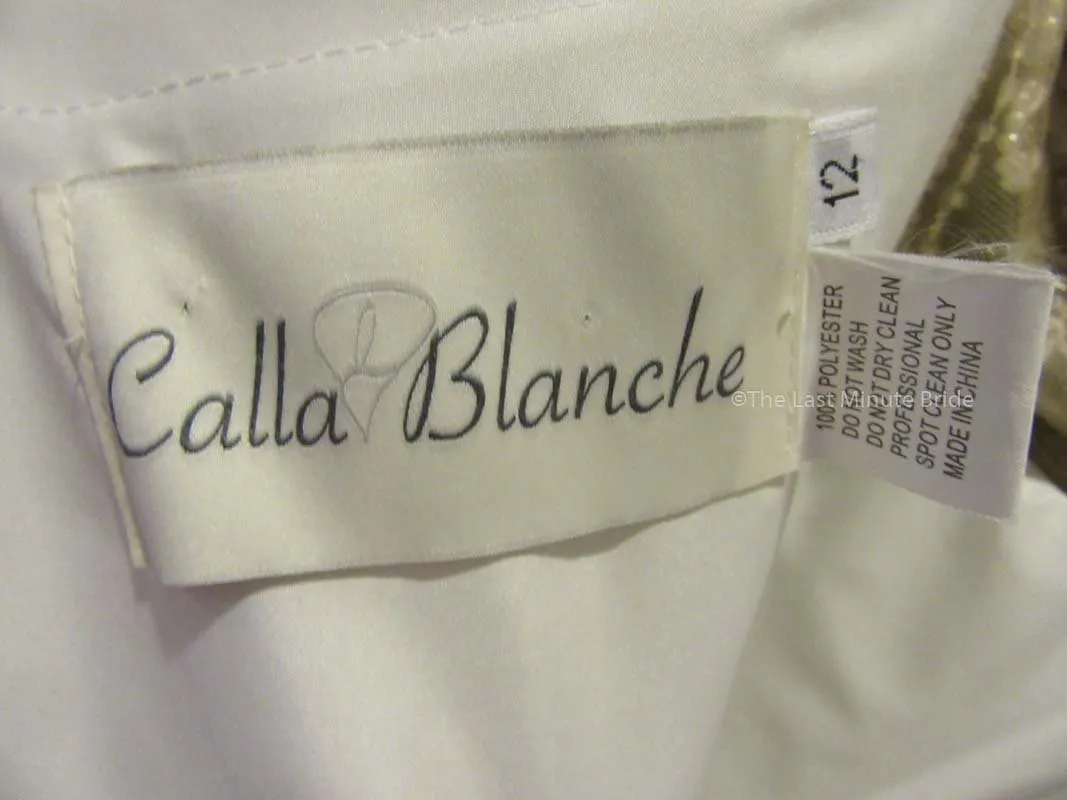 Calla Blanche
12
100% POLYESTER
DO NOT WASH
DO NOT DRY CLEAN
PROFESSIONAL
SPOT CLEAN ONLY
MADE IN CHINA
©The Last Minute Bride